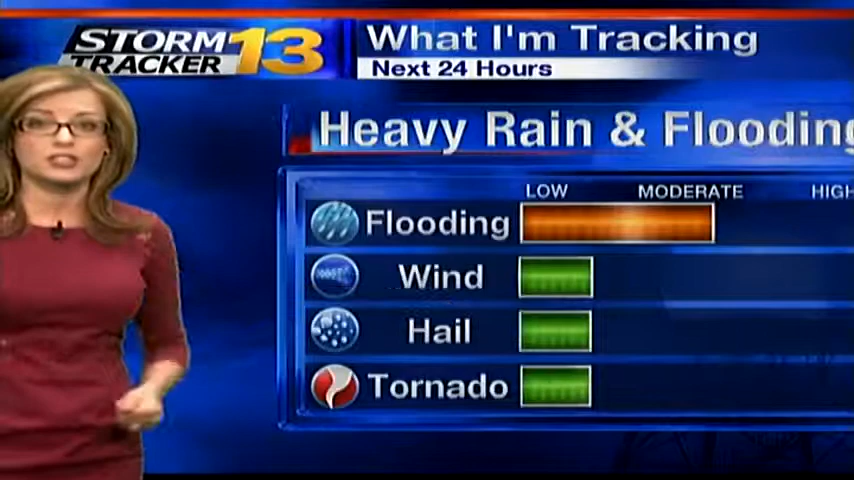 STORM
TRACKER 13
What I'm Tracking
Next 24 Hours
Heavy Rain & Flooding
LOW MODERATE HIGH
Flooding
Wind
Hail
Tornado